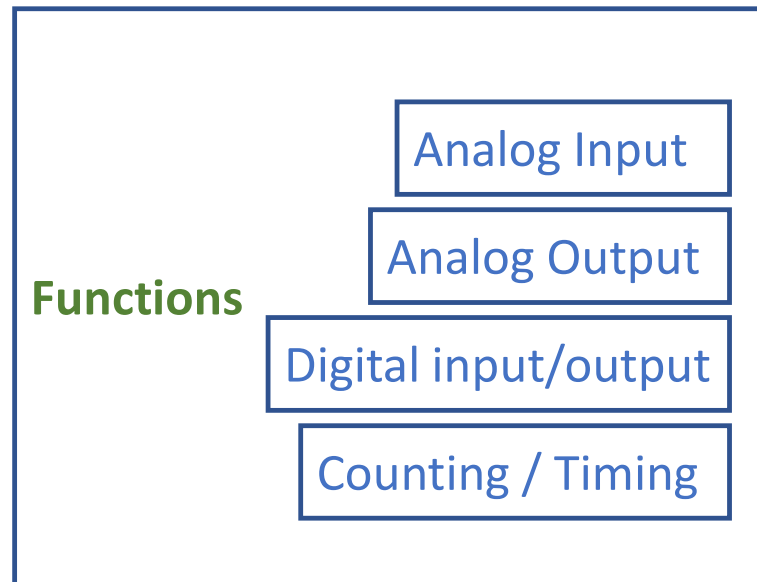 Analog Input
Analog Output
Functions
Digital input/output
Counting / Timing